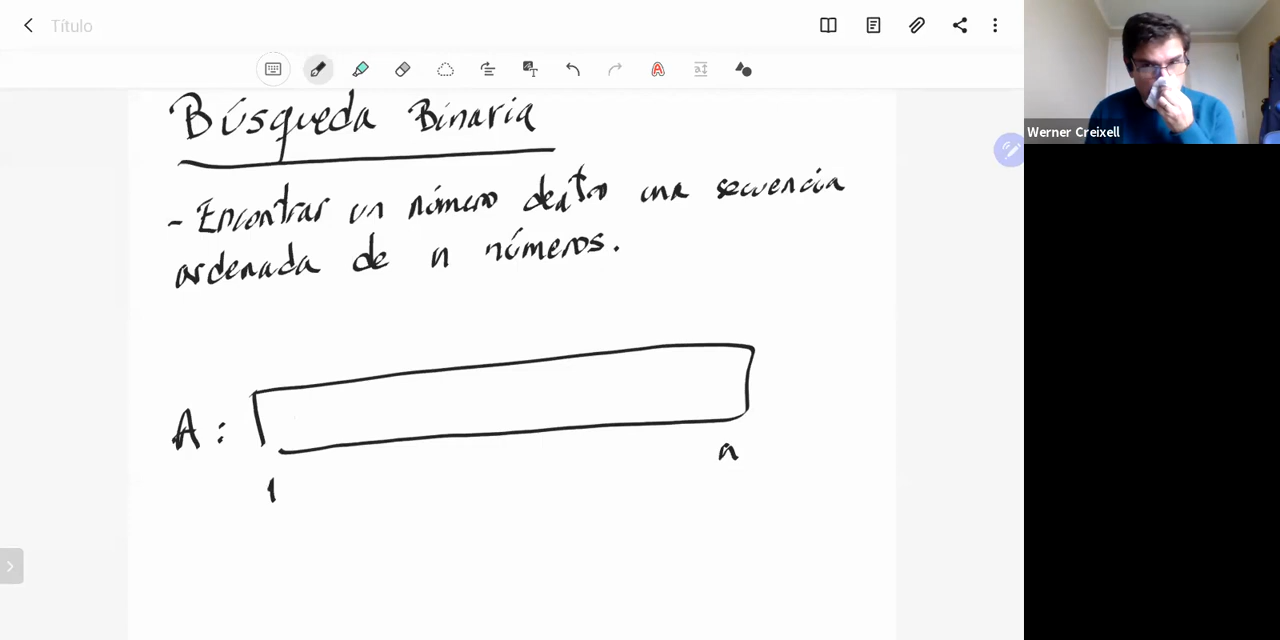 Título
Búsqueda Binaria
- Encontrar un número dentro una secuencia
ordenada de n números.
A :
1
n
Werner Creixell